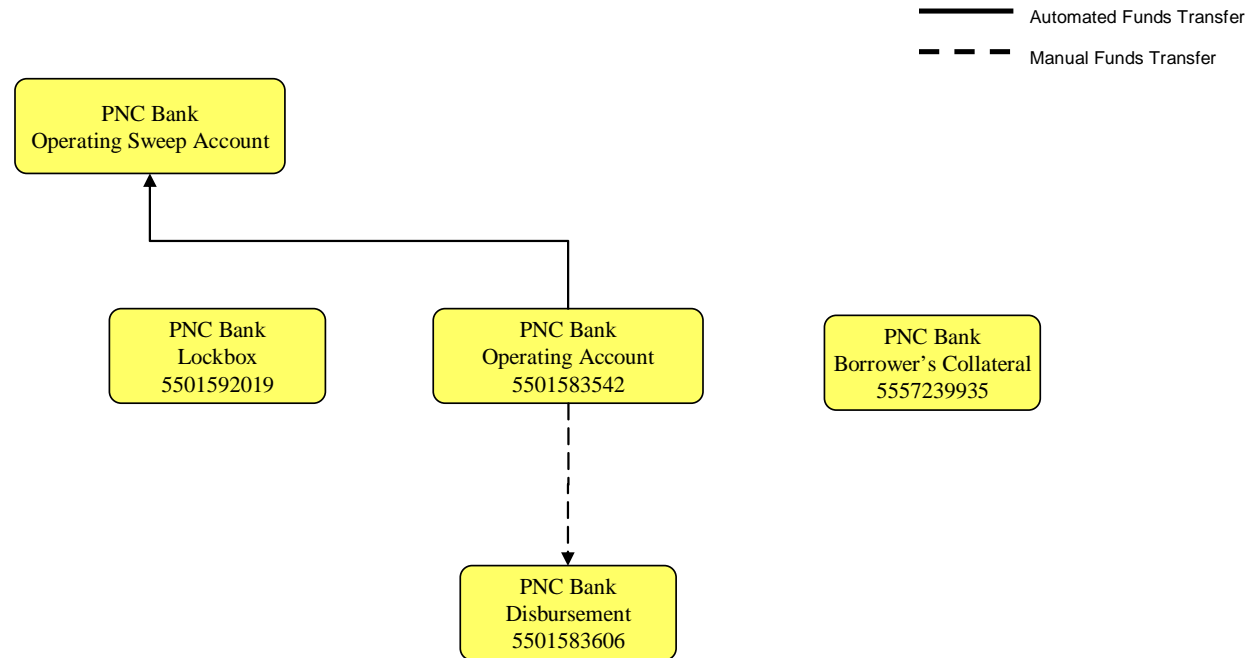 Automated Funds Transfer
Manual Funds Transfer
PNC Bank
Operating Sweep Account
PNC Bank
Lockbox
5501592019
PNC Bank
Operating Account
5501583542
PNC Bank
Borrower’s Collateral
5557239935
PNC Bank
Disbursement
5501583606